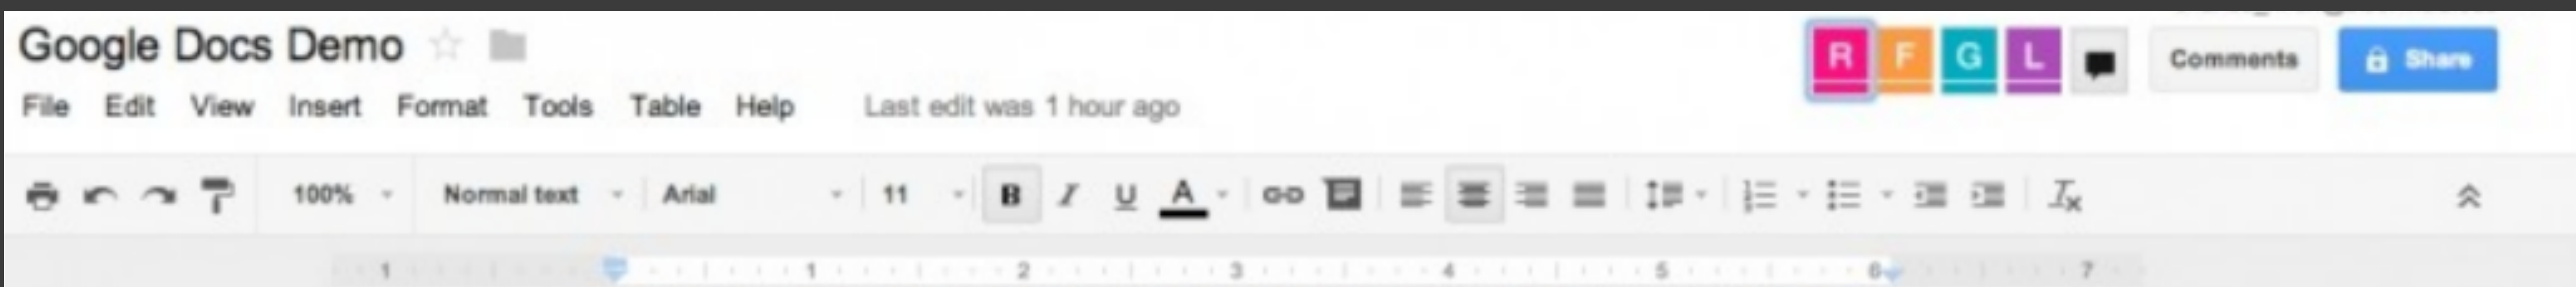 Google Docs Demo R F G L Comments Share
File Edit View Insert Format Tools Table Help Last edit was 1 hour ago
100% Normal text Arial 11 B I U A
1 1 2 3 4 5 6 7